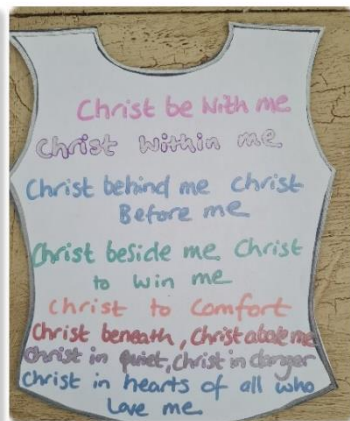 Christ be with me
Christ within me
Christ behind me Christ
Before me
Christ beside me Christ
to win me
Christ to Comfort
Christ beneath, Christ above me
Christ in quiet, Christ in danger
Christ in hearts of all who
Love me